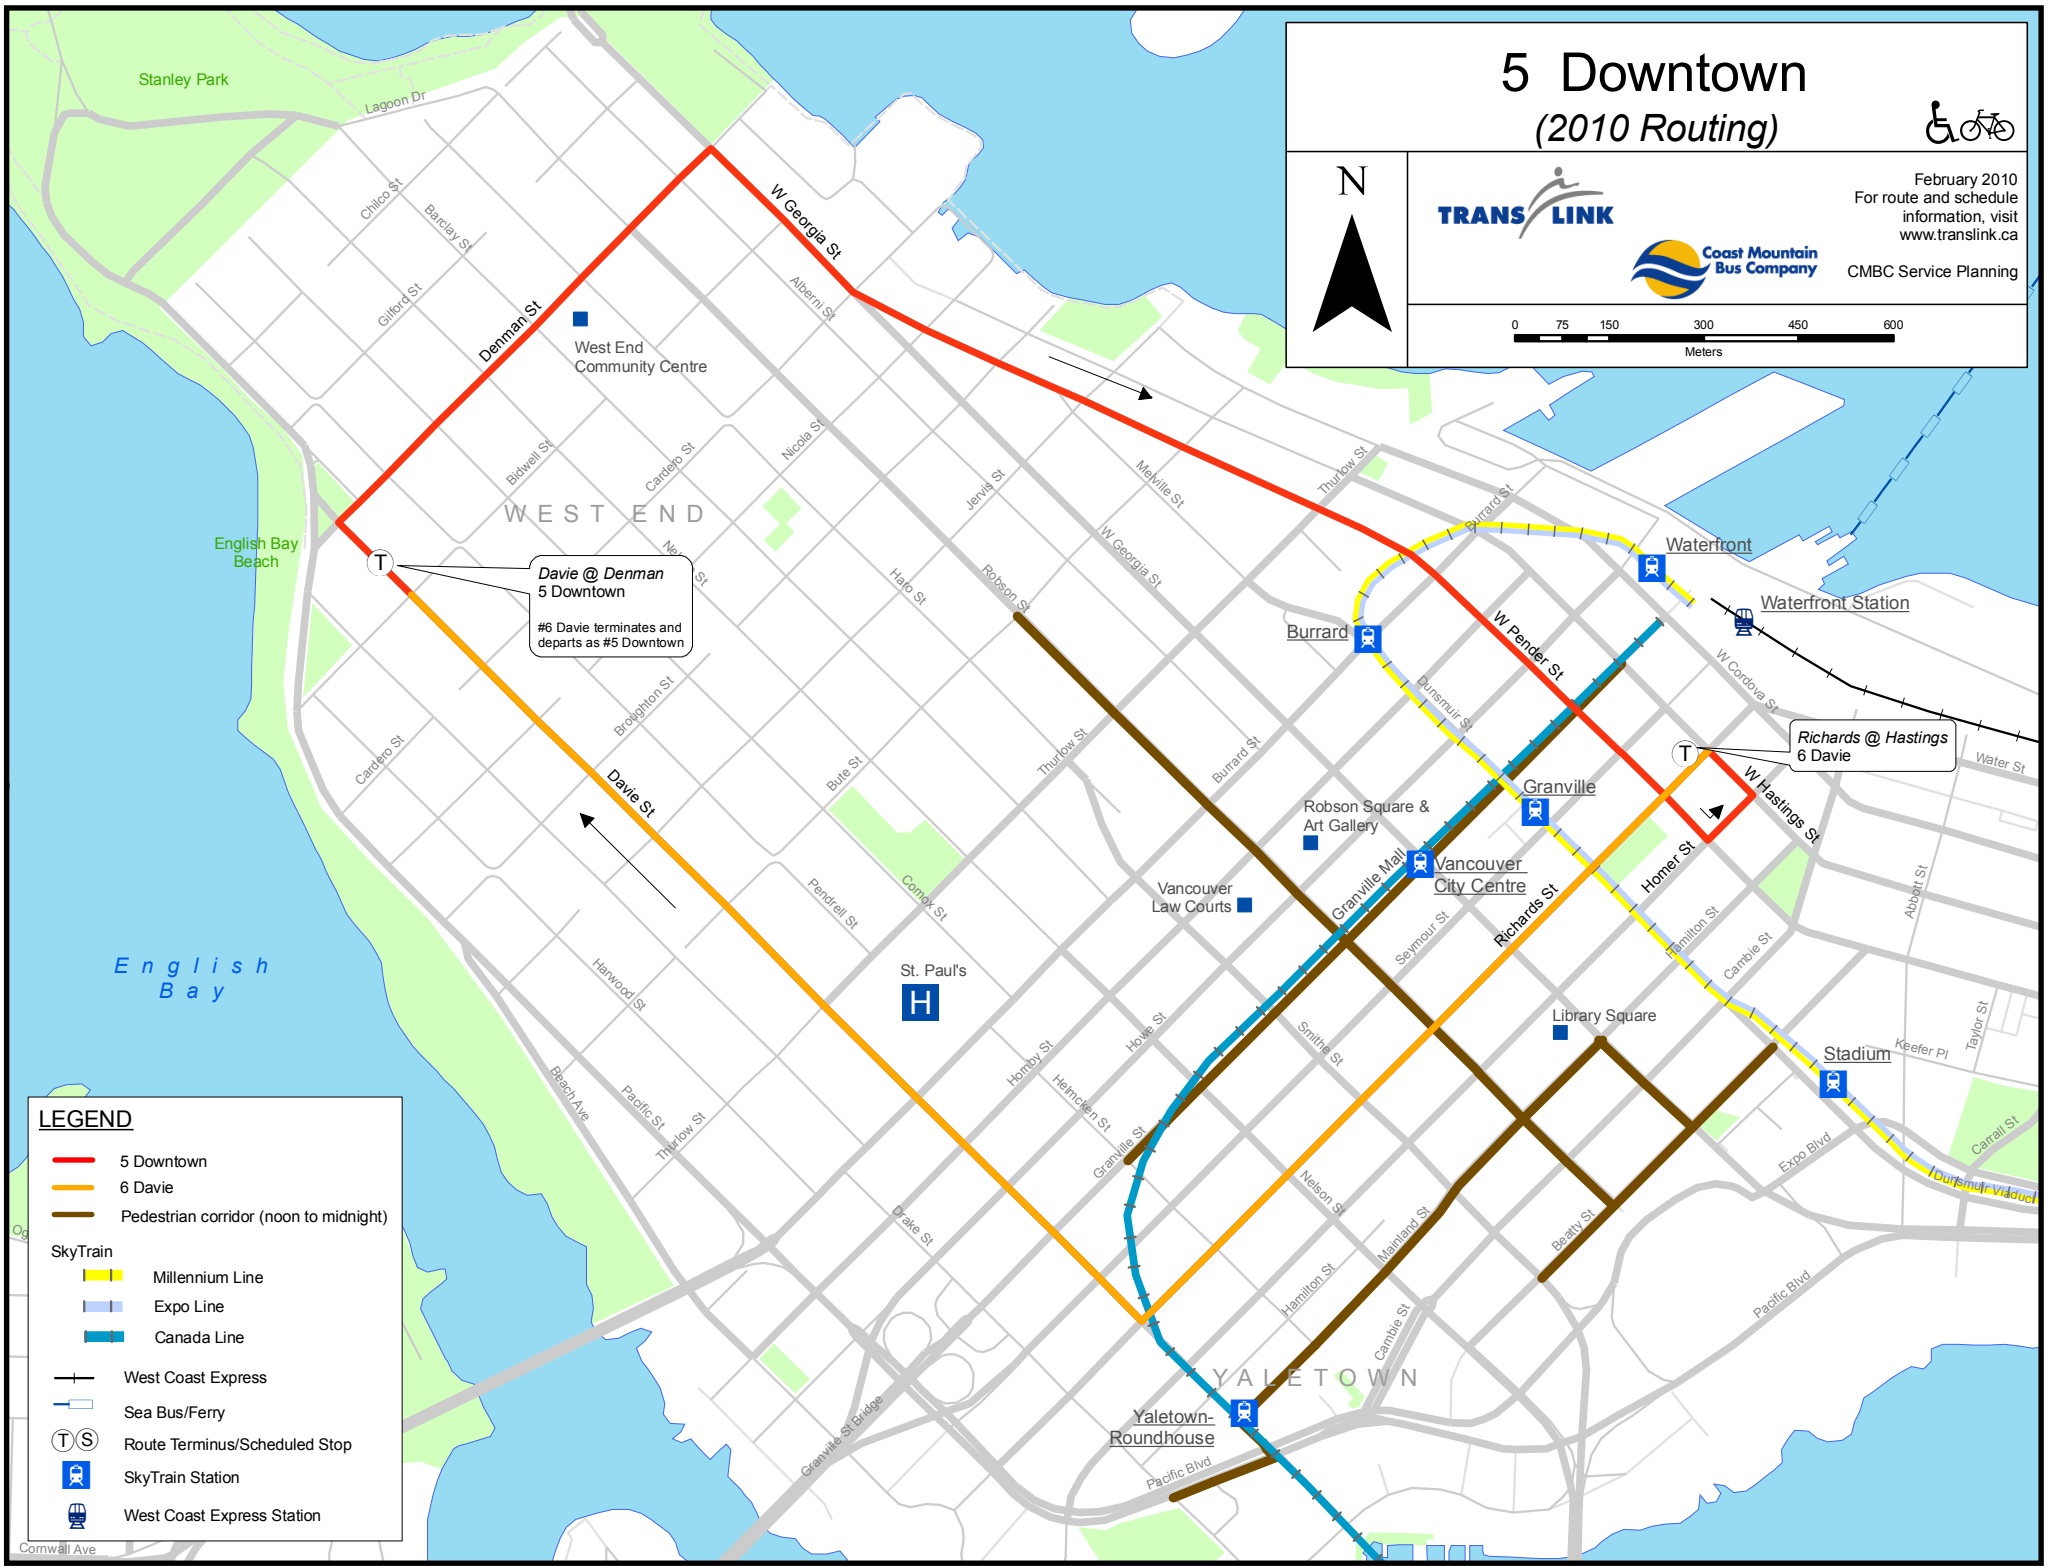 5 Downtown
(2010 Routing)
N
TRANS LINK
Coast Mountain
Bus Company
February 2010
For route and schedule
information, visit
www.translink.ca
CMBC Service Planning
0 75 150 300 450 600
Meters
Stanley Park
Lagoon Dr
Chilco St
Barclay St
Gilford St
Denman St
W Georgia St
Alberni St
West End
Community Centre
Bidwell St
Cardero St
Nicola St
WEST END
Jervis St
Melville St
Thurlow St
Burrard St
W Georgia St
Robson St
Haro St
English Bay
Beach
T
Davie @ Denman
5 Downtown
#6 Davie terminates and
departs as #5 Downtown
Waterfront
Waterfront Station
Burrard
W Pender St
W Cordova St
Dunsmuir St
T
Richards @ Hastings
6 Davie
W Hastings St
Water St
Cardero St
Broughton St
Davie St
Bute St
Thurlow St
Burrard St
Granville
Robson Square &
Art Gallery
Granville Mall
Vancouver
City Centre
Homer St
Richards St
Vancouver
Law Courts
Seymour St
Hamilton St
Cambie St
Abbott St
Comox St
Pendrell St
English
Bay
Harwood St
St. Paul's
H
Howe St
Smithe St
Library Square
Taylor St
Keefer Pl
Stadium
Hornby St
Helmcken St
Beach Ave
Pacific St
Thurlow St
Granville St
Nelson St
Mainland St
Beatty St
Expo Blvd
Carrall St
Dunsmuir Viaduct
Drake St
Hamilton St
Cambie St
Pacific Blvd
YALETOWN
Yaletown-
Roundhouse
Granville St Bridge
Pacific Blvd
LEGEND
5 Downtown
6 Davie
Pedestrian corridor (noon to midnight)
SkyTrain
Millennium Line
Expo Line
Canada Line
West Coast Express
Sea Bus/Ferry
T S Route Terminus/Scheduled Stop
SkyTrain Station
West Coast Express Station
Cornwall Ave